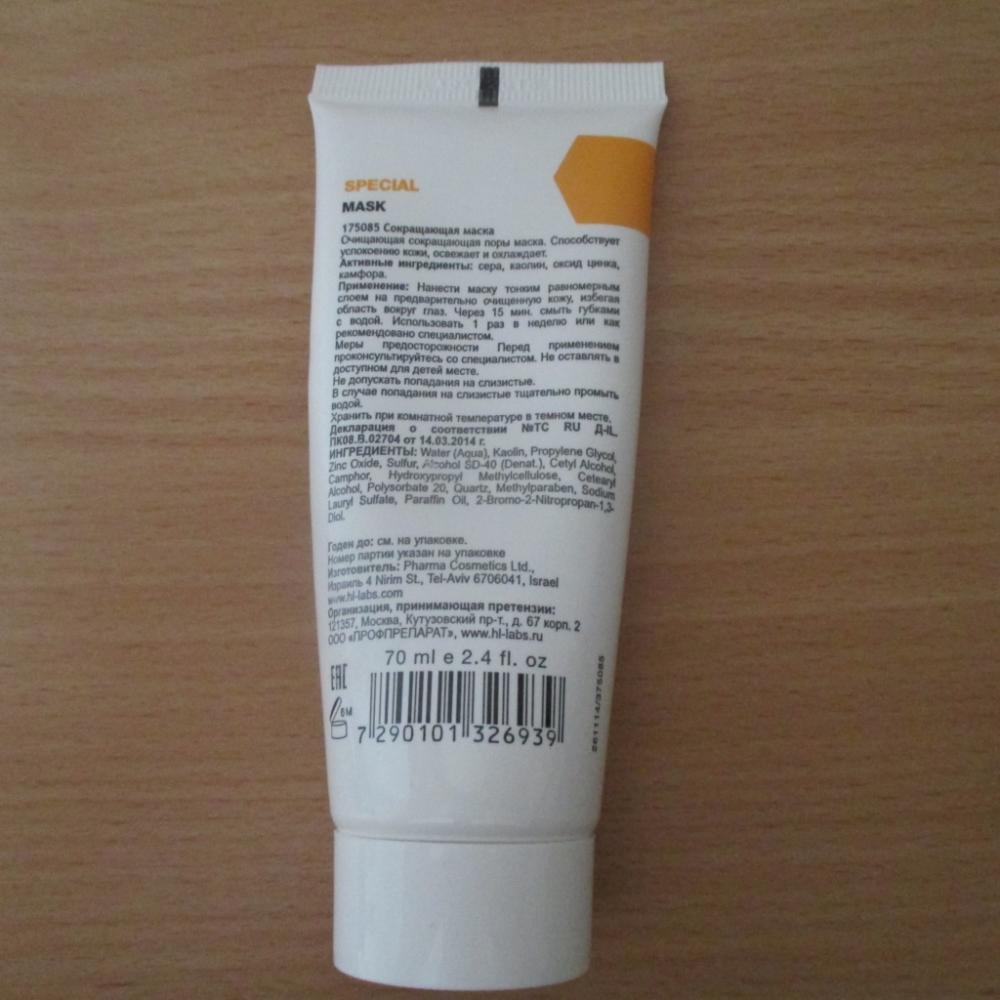 SPECIAL
MASK
175085 Сокращающая маска
Очищающая сокращающая поры маска. Способствует
успокоению кожи, освежает и охлаждает.
Активные ингредиенты: сера, каолин, оксид цинка,
камфора.
Применение: Нанести маску тонким равномерным
слоем на предварительно очищенную кожу, избегая
область вокруг глаз. Через 15 мин. смыть губками
с водой. Использовать 1 раз в неделю или как
рекомендовано специалистом.
Меры предосторожности Перед применением
проконсультируйтесь со специалистом. Не оставлять в
доступном для детей месте.
Не допускать попадания на слизистые.
В случае попадания на слизистые тщательно промыть
водой.
Хранить при комнатной температуре в темном месте.
Декларация о соответствии №ТС RU Д-IL.
ПК08.В.02704 от 14.03.2014 г.
ИНГРЕДИЕНТЫ: Water (Aqua), Kaolin, Propylene Glycol,
Zinc Oxide, Sulfur, Alcohol SD-40 (Denat.), Cetyl Alcohol,
Camphor, Hydroxypropyl Methylcellulose, Cetearyl
Alcohol, Polysorbate 20, Quartz, Methylparaben, Sodium
Lauryl Sulfate, Paraffin Oil, 2-Bromo-2-Nitropropan-1,3-
Diol.
Годен до: см. на упаковке.
Номер партии указан на упаковке
Изготовитель: Pharma Cosmetics Ltd.,
Израиль 4 Nirim St., Tel-Aviv 6706041, Israel
www.hl-labs.com
Организация, принимающая претензии:
121357, Москва, Кутузовский пр-т., д. 67 корп. 2
ООО «ПРОФПРЕПАРАТ», www.hl-labs.ru
70 ml e 2.4 fl. oz
EAC
6M
7 290101 326939
261114/375085